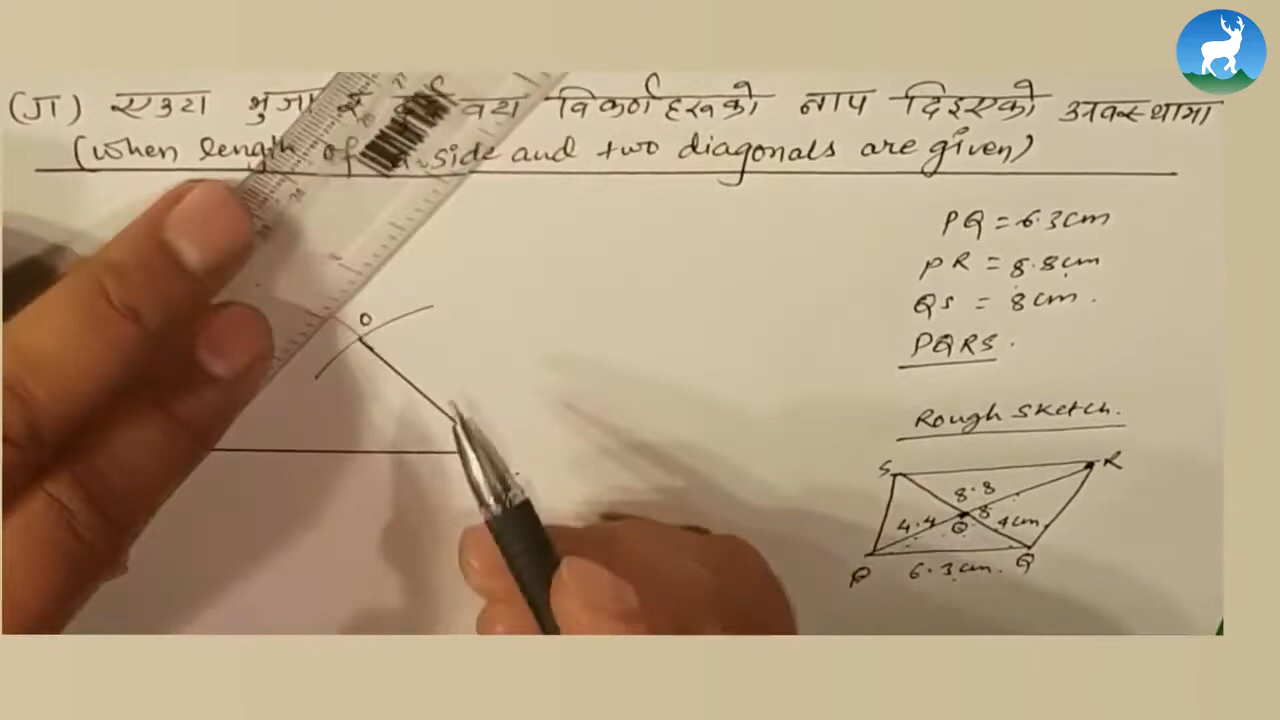 (ग) एउटा भुजा र दुई वटा विकर्णहरूको नाप दिइएको अवस्थामा
(when length of a side and two diagonals are given)
PQ = 6.3cm
PR = 8.8cm
QS = 8cm.
PQRS.
Rough Sketch.
S R
8.8
4.4 O 8 4cm.
P 6.3cm. Q
O